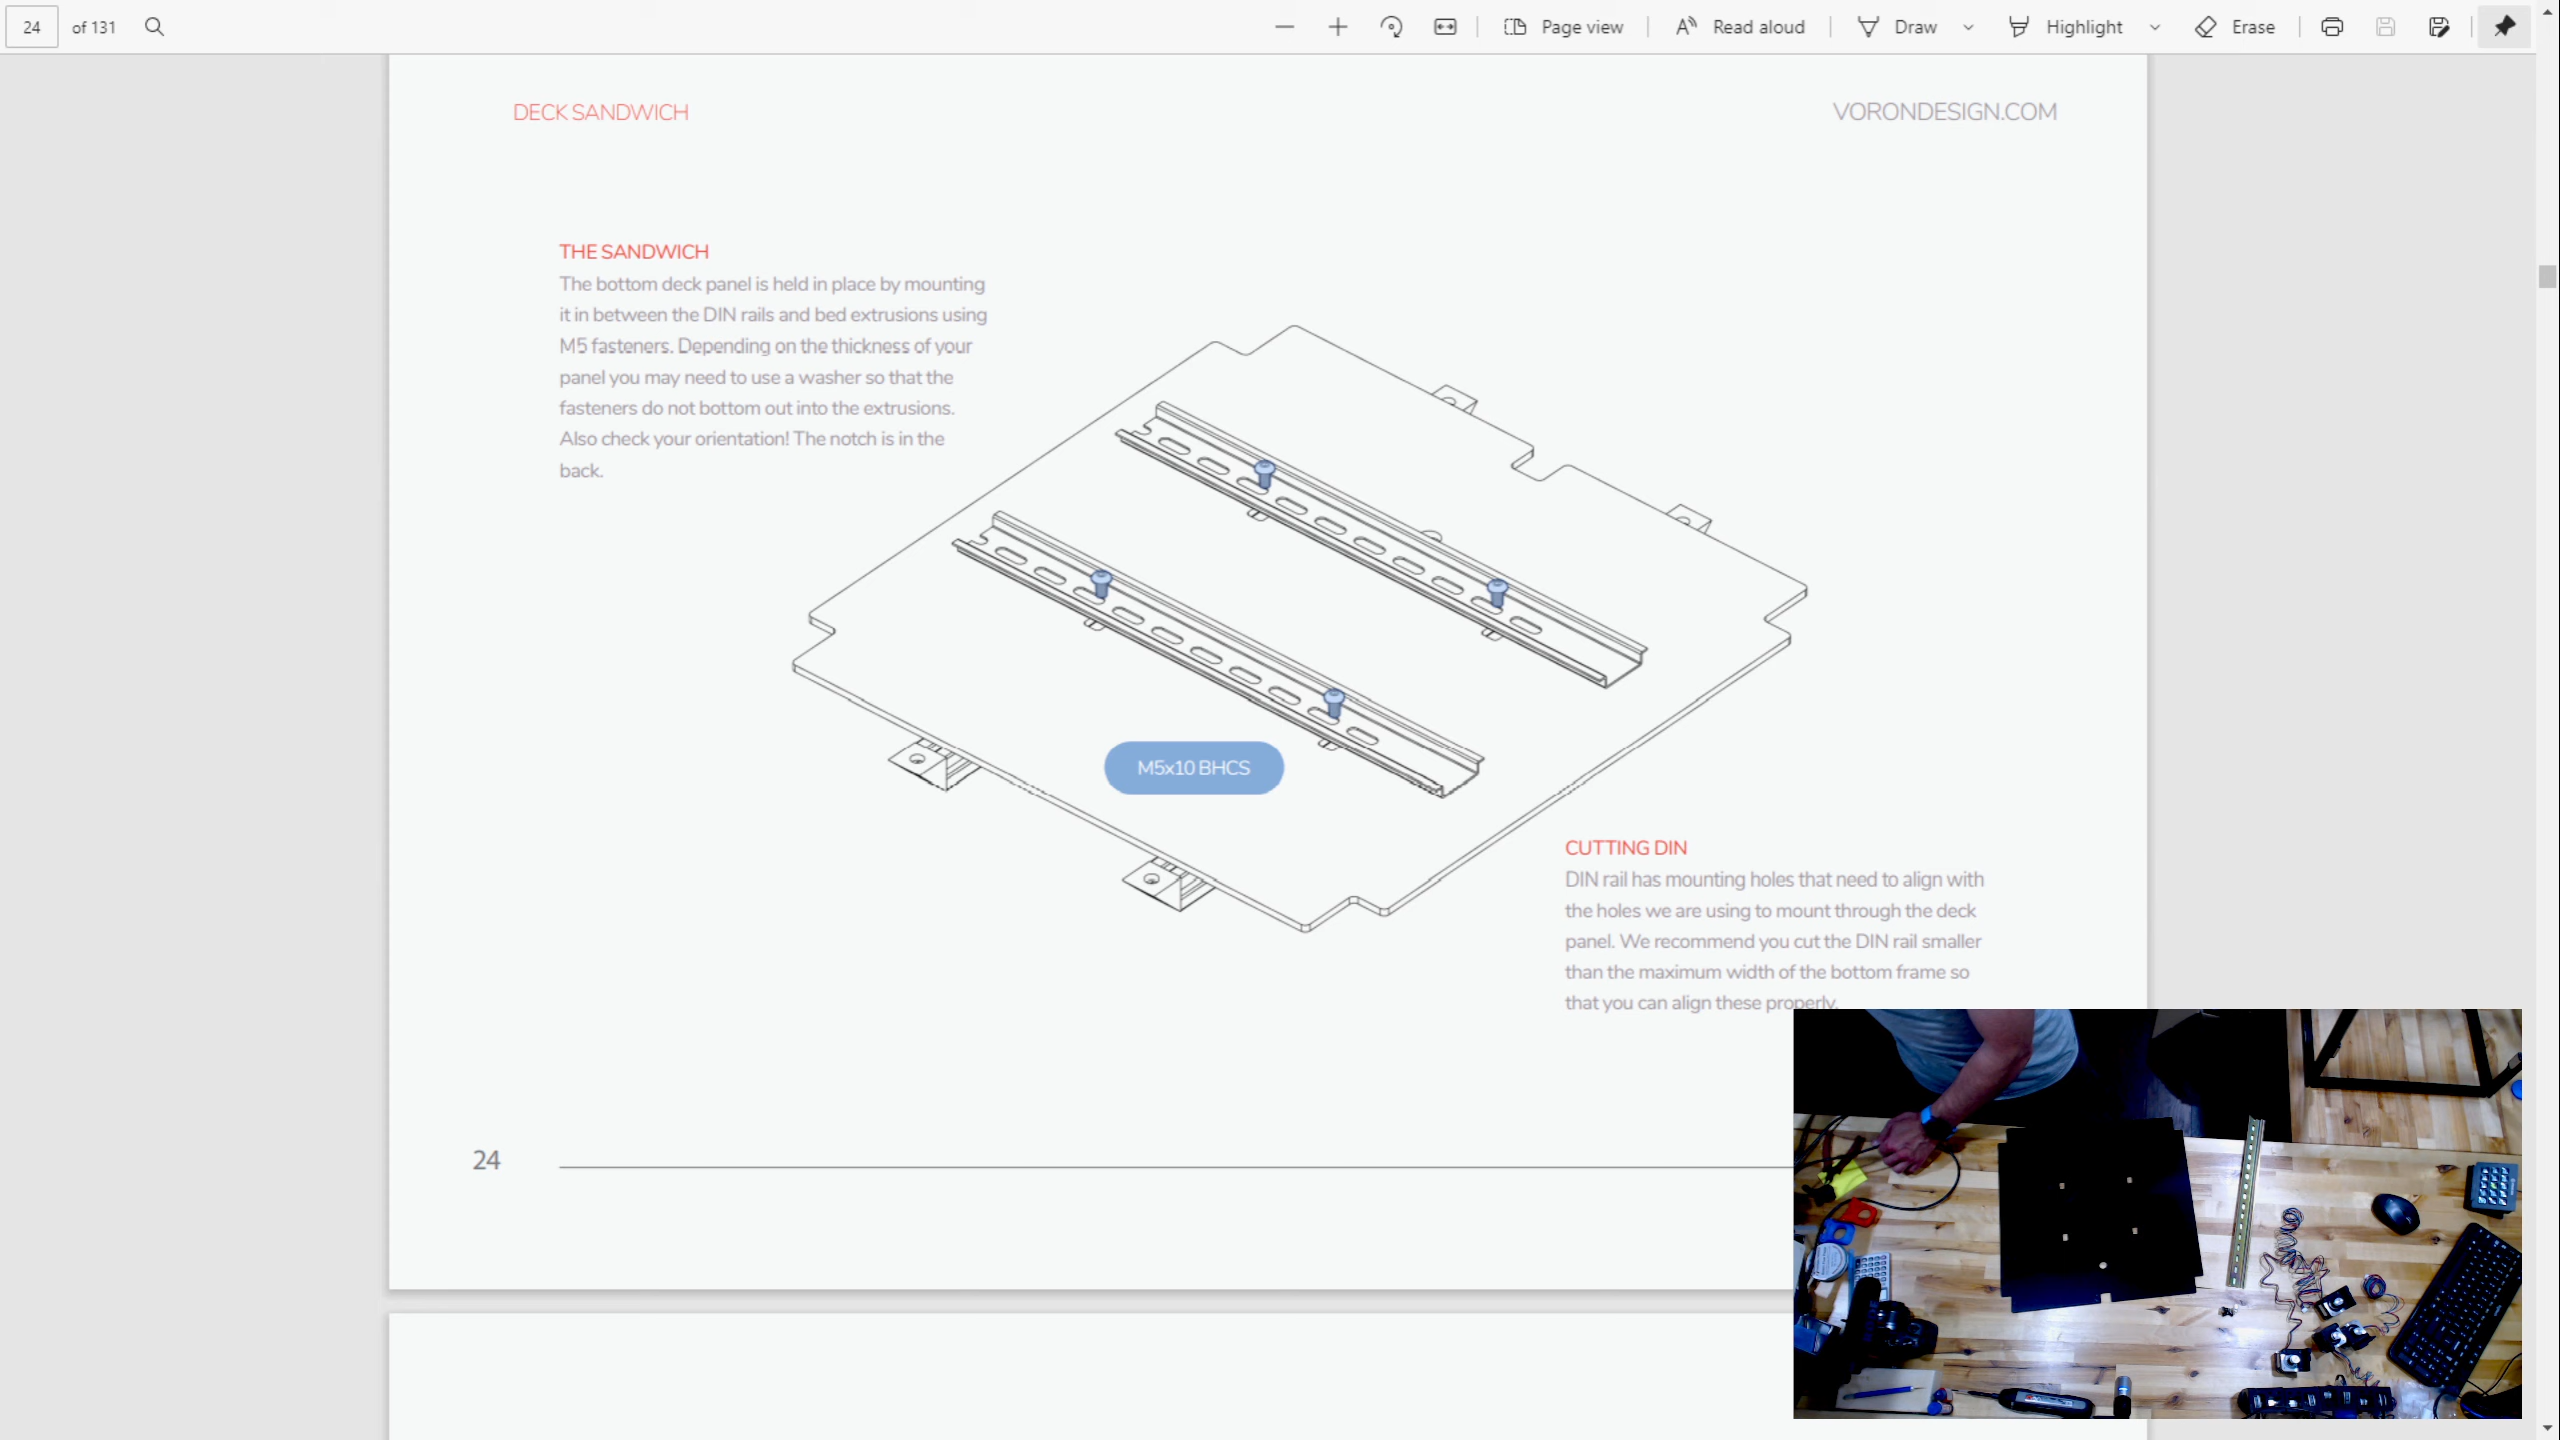 24
of 131
Page view
Read aloud
Draw
Highlight
Erase
DECK SANDWICH
VORONDESIGN.COM
THE SANDWICH
The bottom deck panel is held in place by mounting
it in between the DIN rails and bed extrusions using
M5 fasteners. Depending on the thickness of your
panel you may need to use a washer so that the
fasteners do not bottom out into the extrusions.
Also check your orientation! The notch is in the
back.
M5x10 BHCS
CUTTING DIN
DIN rail has mounting holes that need to align with
the holes we are using to mount through the deck
panel. We recommend you cut the DIN rail smaller
than the maximum width of the bottom frame so
that you can align these properly.
24